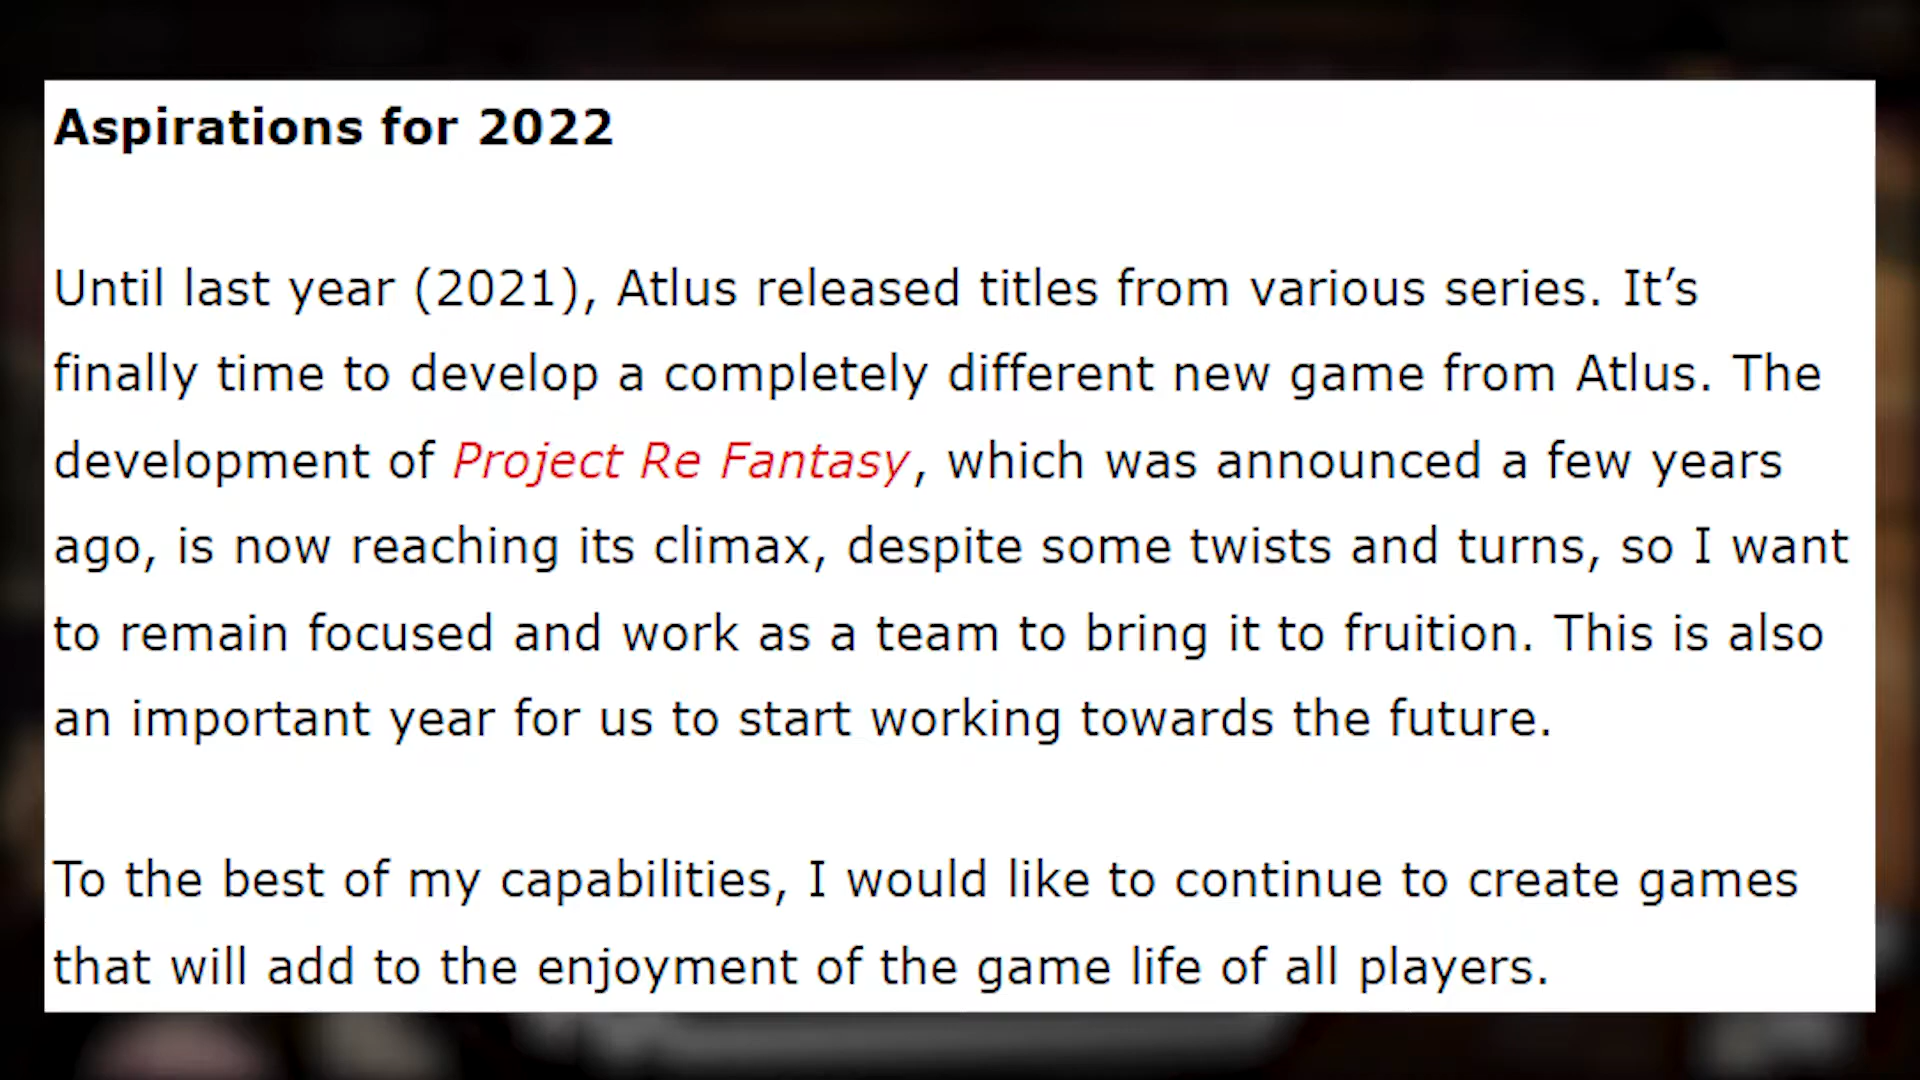 Aspirations for 2022
Until last year (2021), Atlus released titles from various series. It’s
finally time to develop a completely different new game from Atlus. The
development of Project Re Fantasy, which was announced a few years
ago, is now reaching its climax, despite some twists and turns, so I want
to remain focused and work as a team to bring it to fruition. This is also
an important year for us to start working towards the future.
To the best of my capabilities, I would like to continue to create games
that will add to the enjoyment of the game life of all players.